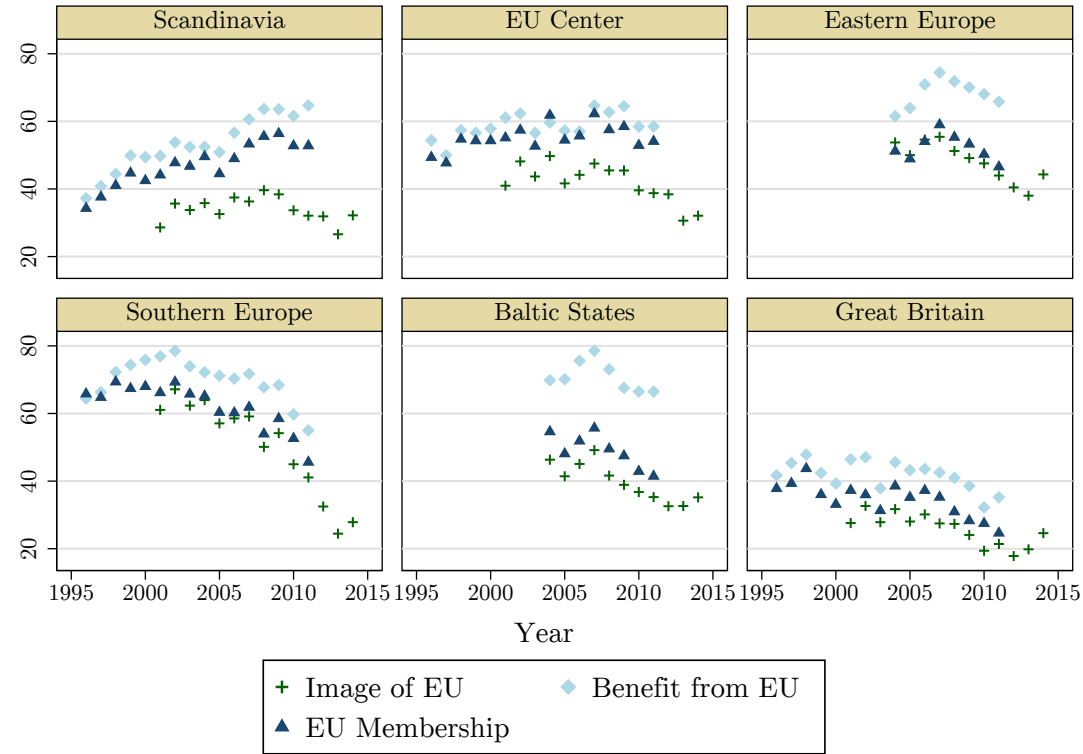 Scandinavia EU Center Eastern Europe
80
60
40
20
Southern Europe Baltic States Great Britain
80
60
40
20
1995 2000 2005 2010 2015 1995 2000 2005 2010 2015 1995 2000 2005 2010 2015
Year
Image of EU Benefit from EU
EU Membership